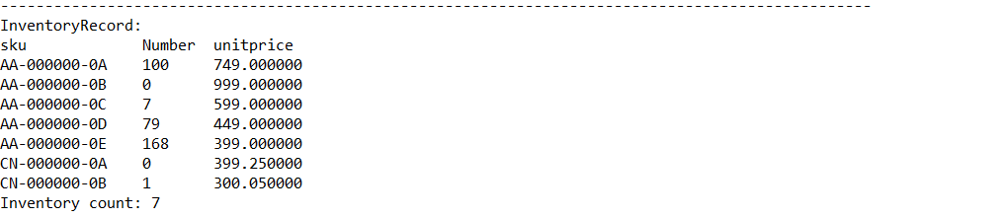 --------------------------------------------------------------------------------------------------
InventoryRecord:
sku             Number  unitprice
AA-000000-0A    100     749.000000
AA-000000-0B    0       999.000000
AA-000000-0C    7       599.000000
AA-000000-0D    79      449.000000
AA-000000-0E    168     399.000000
CN-000000-0A    0       399.250000
CN-000000-0B    1       300.050000
Inventory count: 7